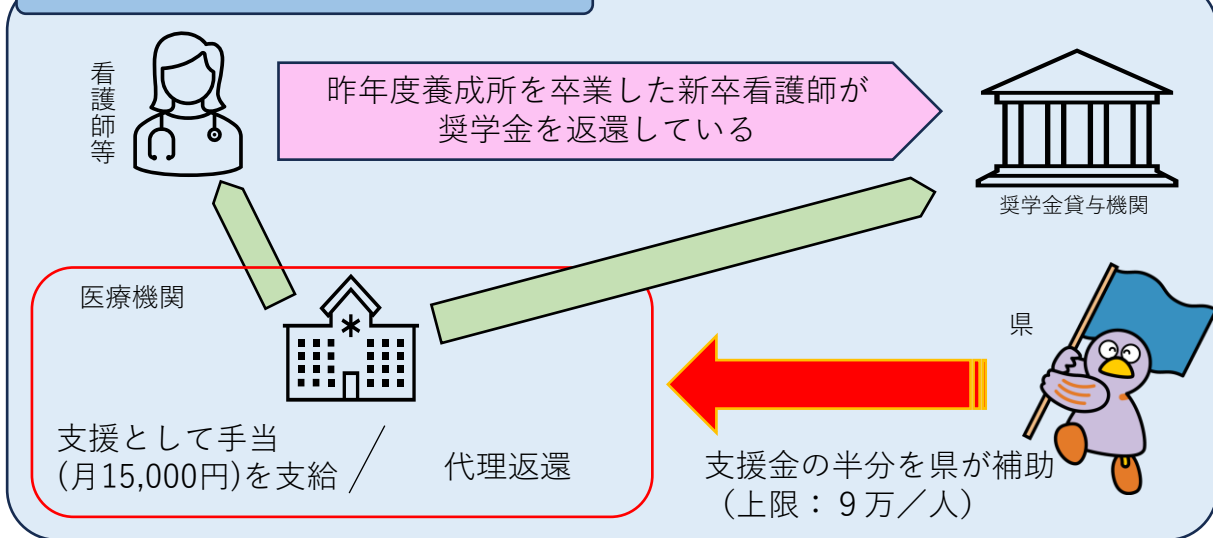 看護師等
昨年度養成所を卒業した新卒看護師が
奨学金を返還している
奨学金貸与機関
医療機関
県
支援として手当
(月15,000円)を支給
代理返還
支援金の半分を県が補助
(上限：９万／人)